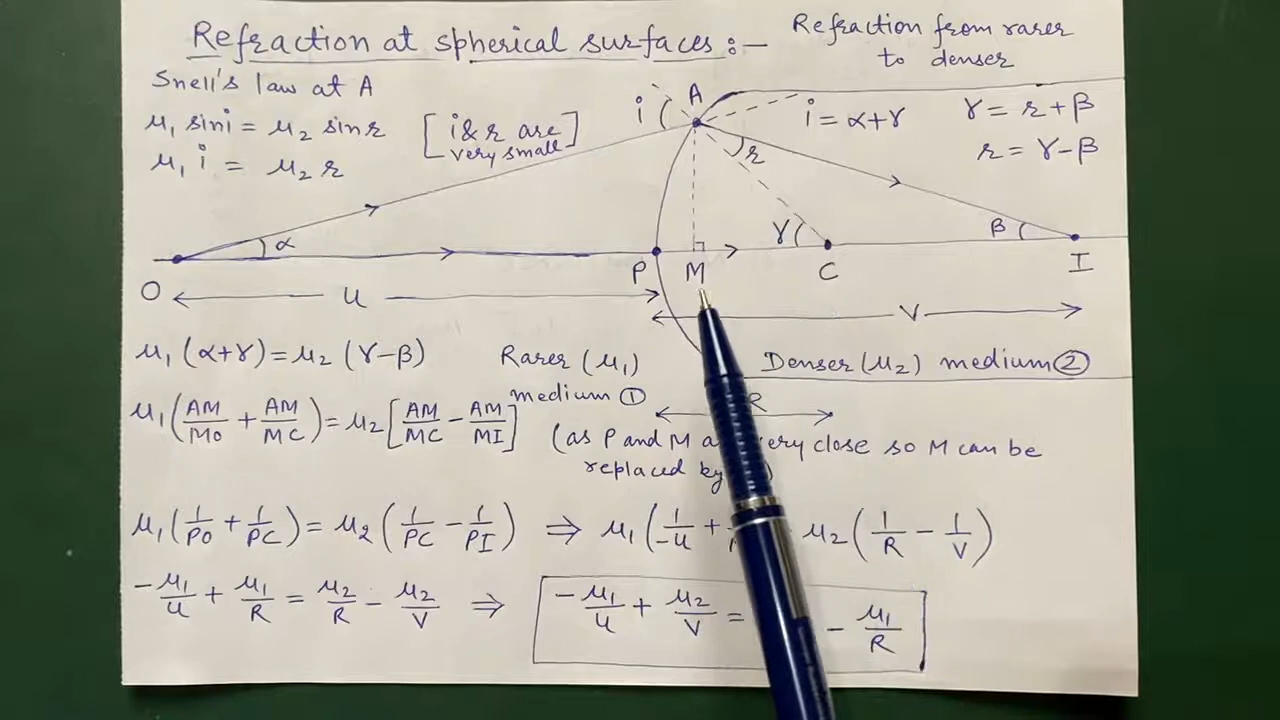 Refraction at spherical surfaces :-
Refraction from rarer
to denser
Snell's law at A
μ₁ sini = μ₂ sinr
[i & r are
very small]
μ₁ i = μ₂ r
A
i
i = α+γ
γ = r + β
r = γ-β
r
α
γ
β
O
P
M
C
I
u
v
μ₁ (α+γ) = μ₂ (γ-β)
Rarer (μ₁)
medium ①
Denser (μ₂) medium ②
R
μ₁(AM/MO + AM/MC) = μ₂[AM/MC - AM/MI]
(as P and M very close so M can be
replaced by )
μ₁(1/PO + 1/PC) = μ₂(1/PC - 1/PI) ⇒ μ₁(1/-u + μ₂(1/R - 1/v)
-μ₁/u + μ₁/R = μ₂/R - μ₂/v ⇒ -μ₁/u + μ₂/v = - μ₁/R